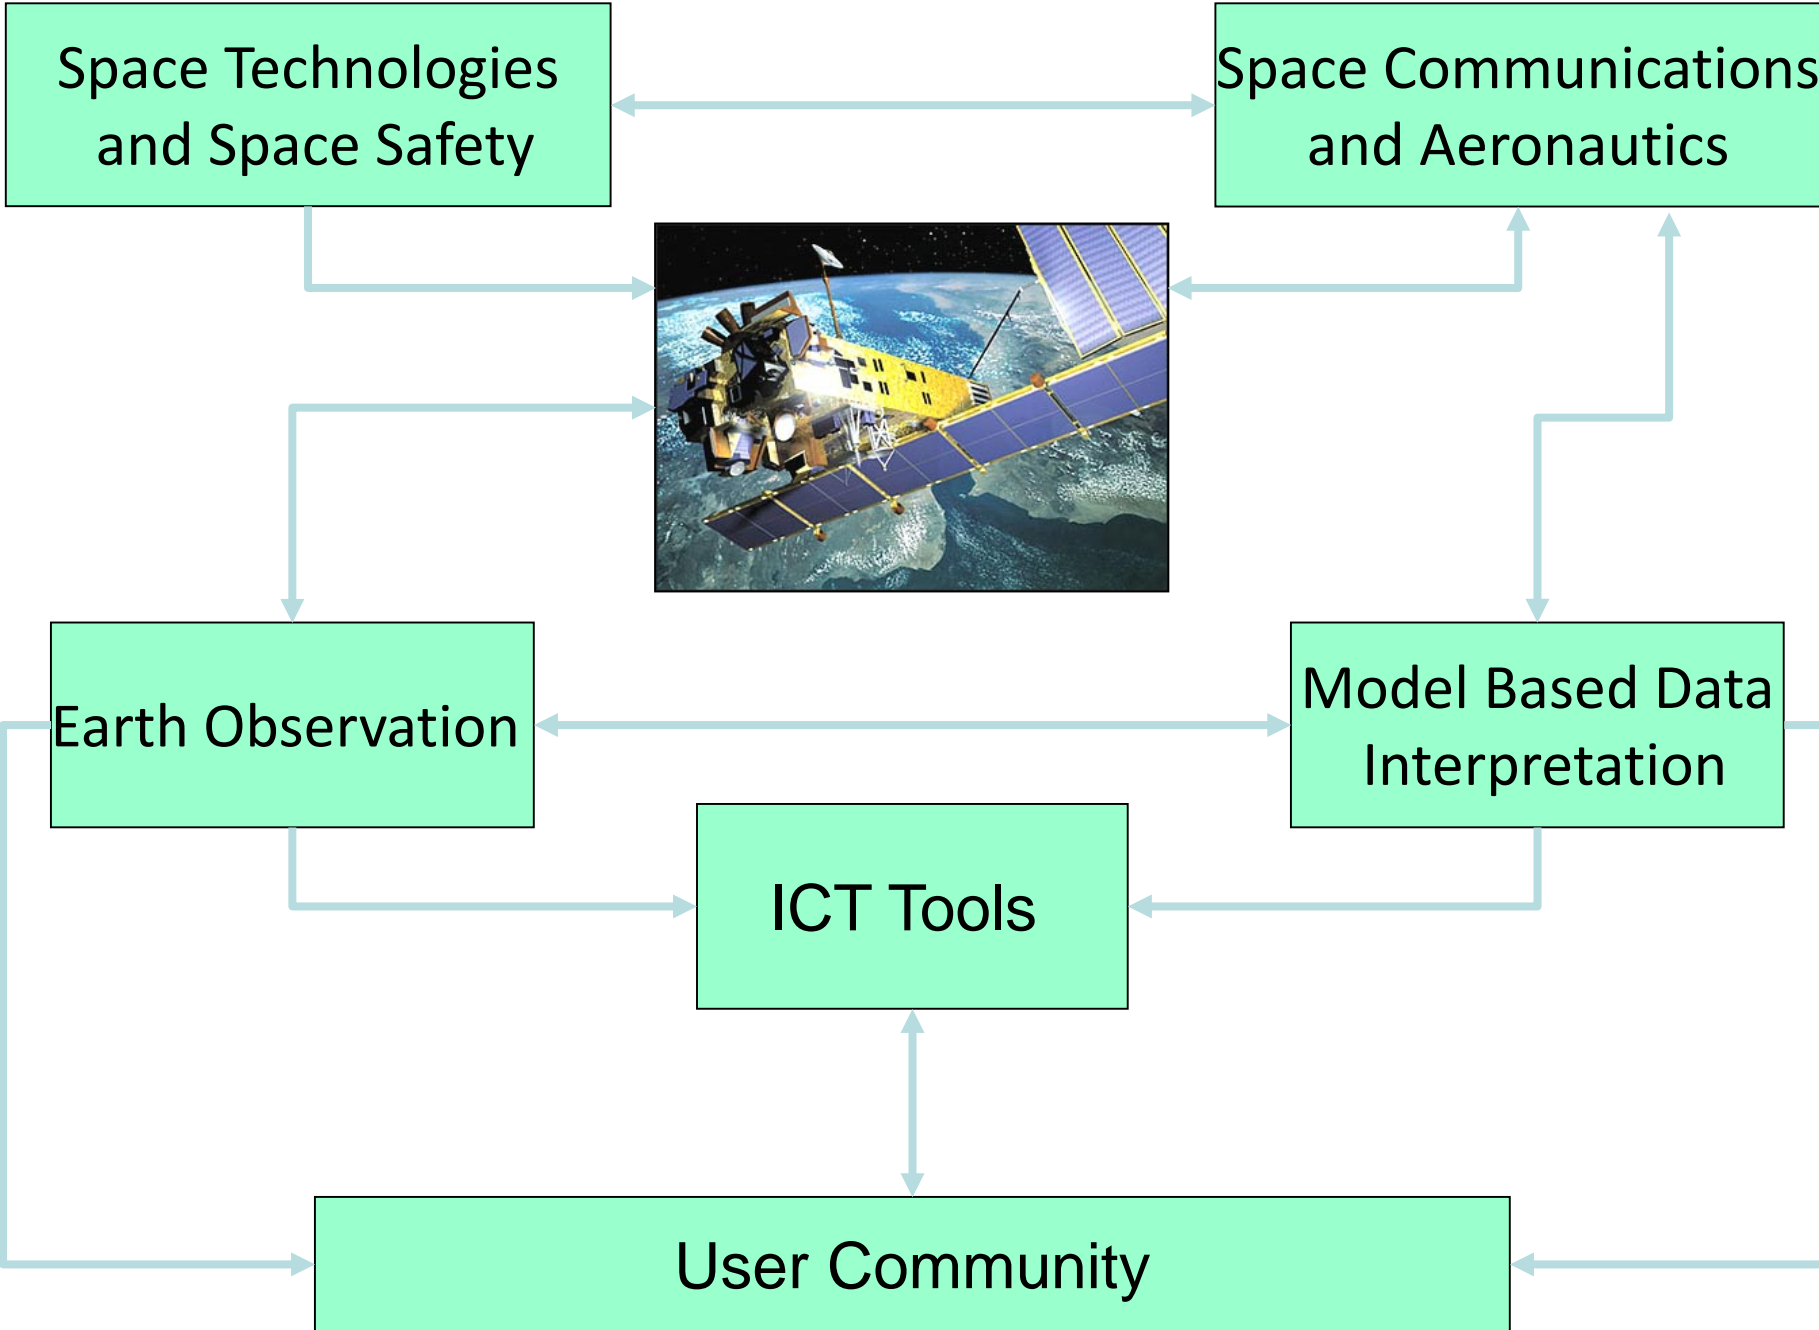 Space Technologies
and Space Safety
Space Communications
and Aeronautics
Earth Observation
Model Based Data
Interpretation
ICT Tools
User Community